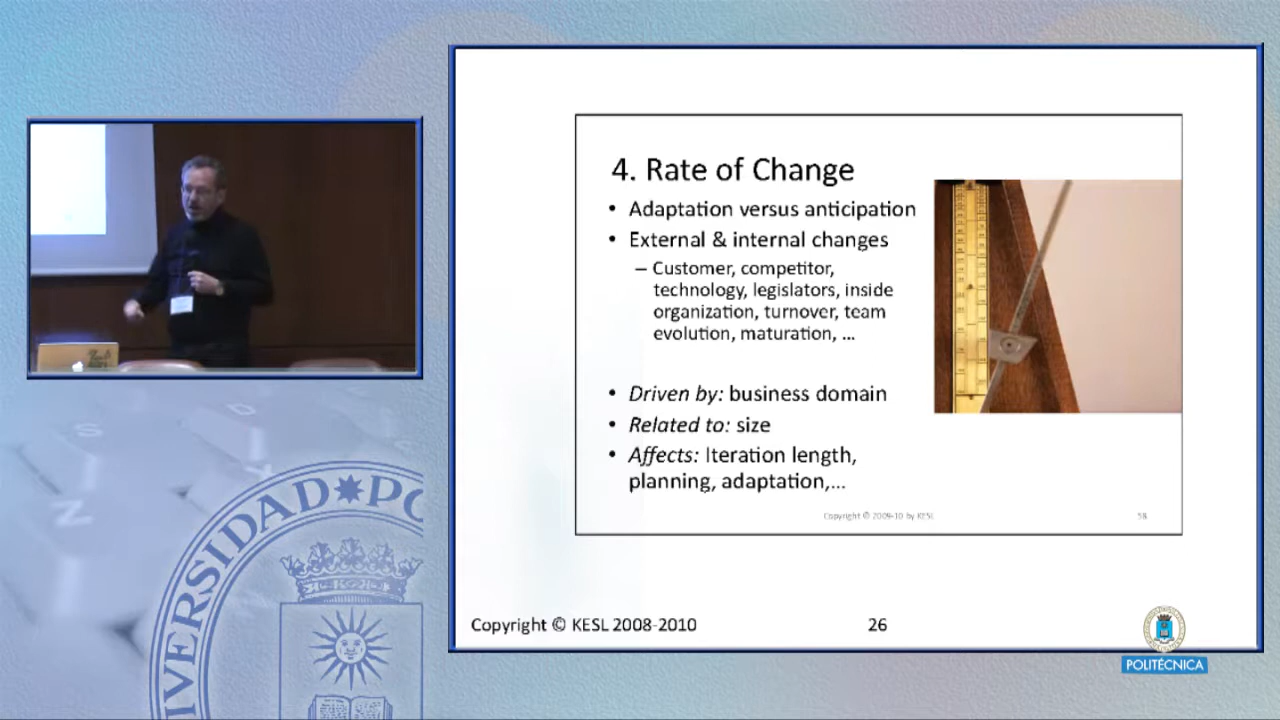 4. Rate of Change
• Adaptation versus anticipation
• External & internal changes
– Customer, competitor,
technology, legislators, inside
organization, turnover, team
evolution, maturation, ...
• Driven by: business domain
• Related to: size
• Affects: Iteration length,
planning, adaptation,...
Copyright © 2009-10 by KESL
58
Copyright © KESL 2008-2010
26
POLITÉCNICA
VERSIDAD PO